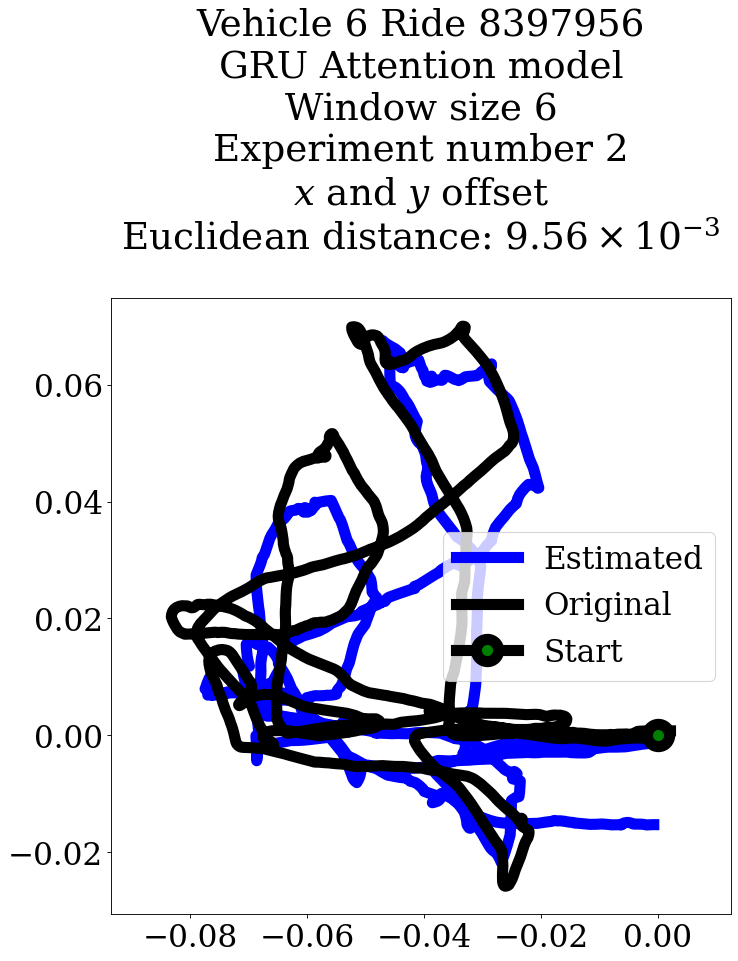 Vehicle 6 Ride 8397956
GRU Attention model
Window size 6
Experiment number 2
x and y offset
Euclidean distance: 9.56 × 10⁻³
0.06
0.04
0.02
0.00
−0.02
Estimated
Original
Start
−0.08 −0.06 −0.04 −0.02 0.00